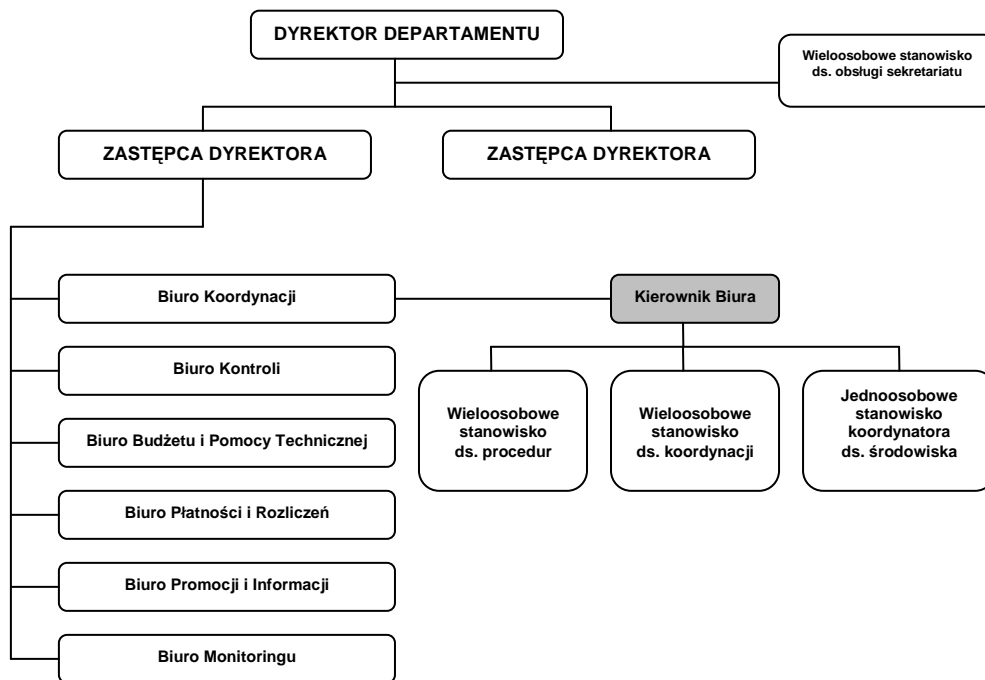 DYREKTOR DEPARTAMENTU
Wieloosobowe stanowisko
ds. obsługi sekretariatu
ZASTĘPCA DYREKTORA
ZASTĘPCA DYREKTORA
Biuro Koordynacji
Kierownik Biura
Biuro Kontroli
Biuro Budżetu i Pomocy Technicznej
Biuro Płatności i Rozliczeń
Biuro Promocji i Informacji
Biuro Monitoringu
Wieloosobowe
stanowisko
ds. procedur
Wieloosobowe
stanowisko
ds. koordynacji
Jednoosobowe
stanowisko
koordynatora
ds. środowiska